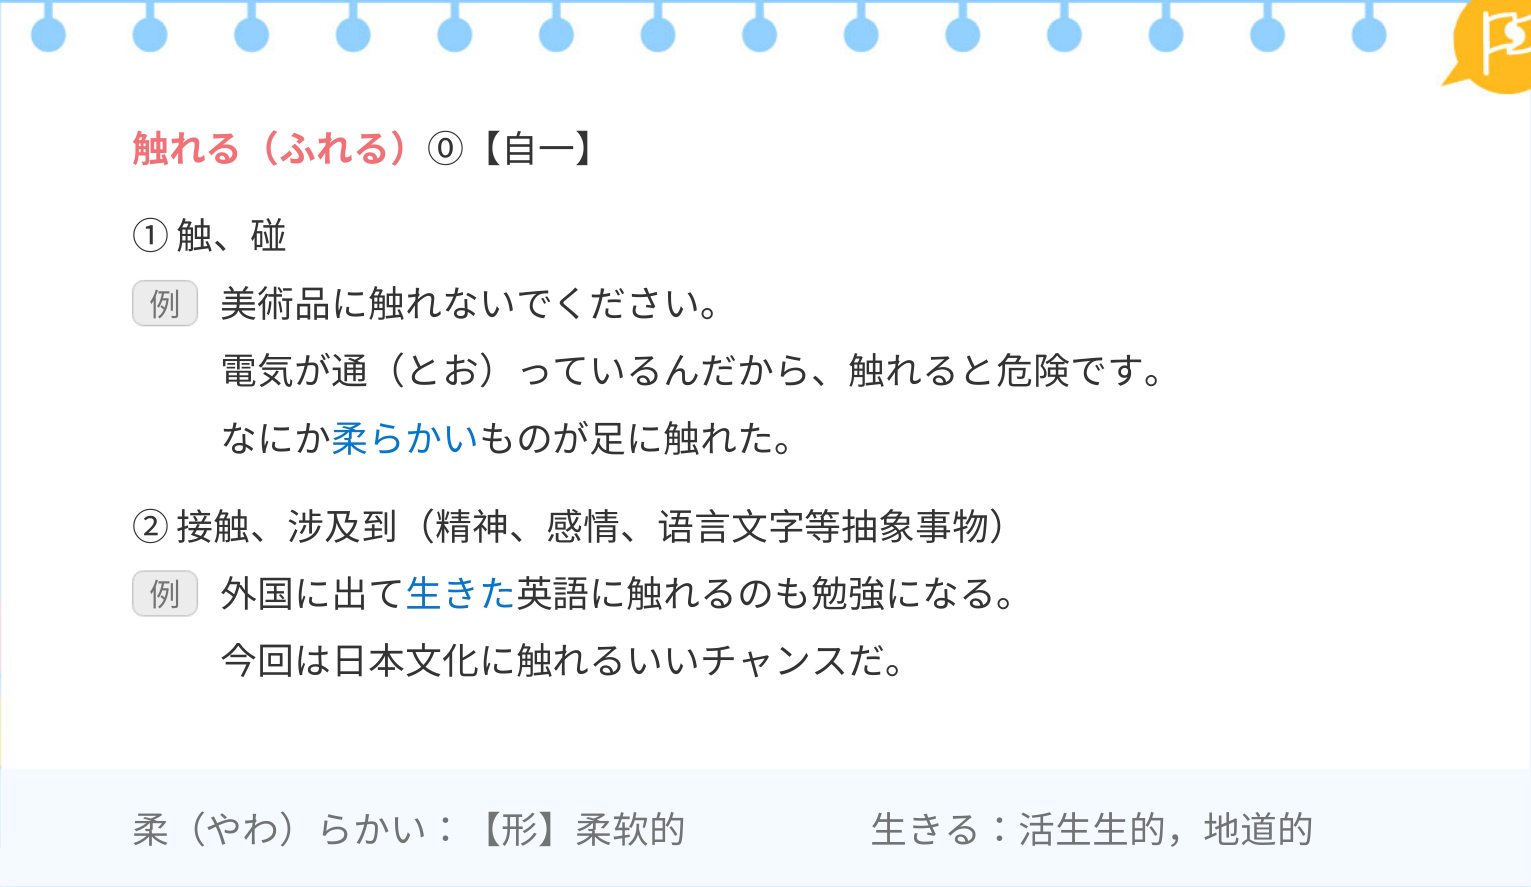 触れる（ふれる）⓪【自一】
①触、碰
例 美術品に触れないでください。
電気が通（とお）っているんだから、触れると危険です。
なにか柔らかいものが足に触れた。
②接触、涉及到（精神、感情、语言文字等抽象事物）
例 外国に出て生きた英語に触れるのも勉強になる。
今回は日本文化に触れるいいチャンスだ。
柔（やわ）らかい：【形】柔软的 生きる：活生生的，地道的